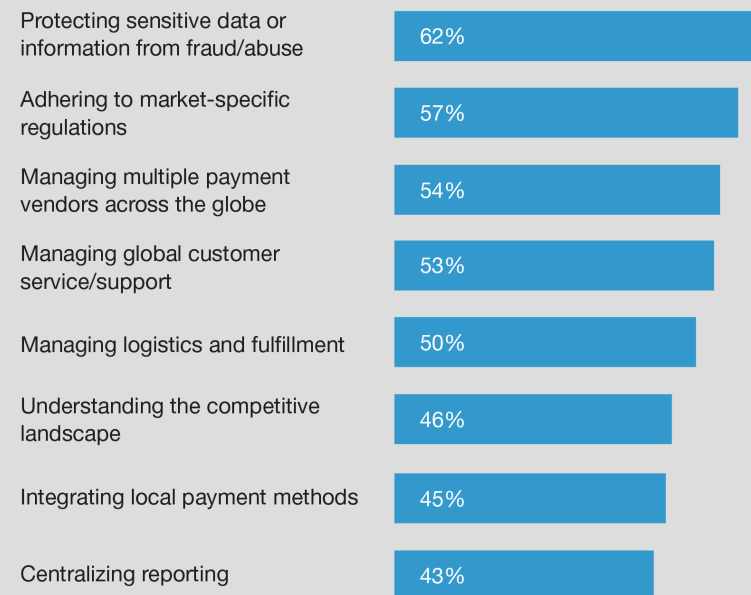 Protecting sensitive data or
information from fraud/abuse
62%
Adhering to market-specific
regulations
57%
Managing multiple payment
vendors across the globe
54%
Managing global customer
service/support
53%
Managing logistics and fulfillment
50%
Understanding the competitive
landscape
46%
Integrating local payment methods
45%
Centralizing reporting
43%